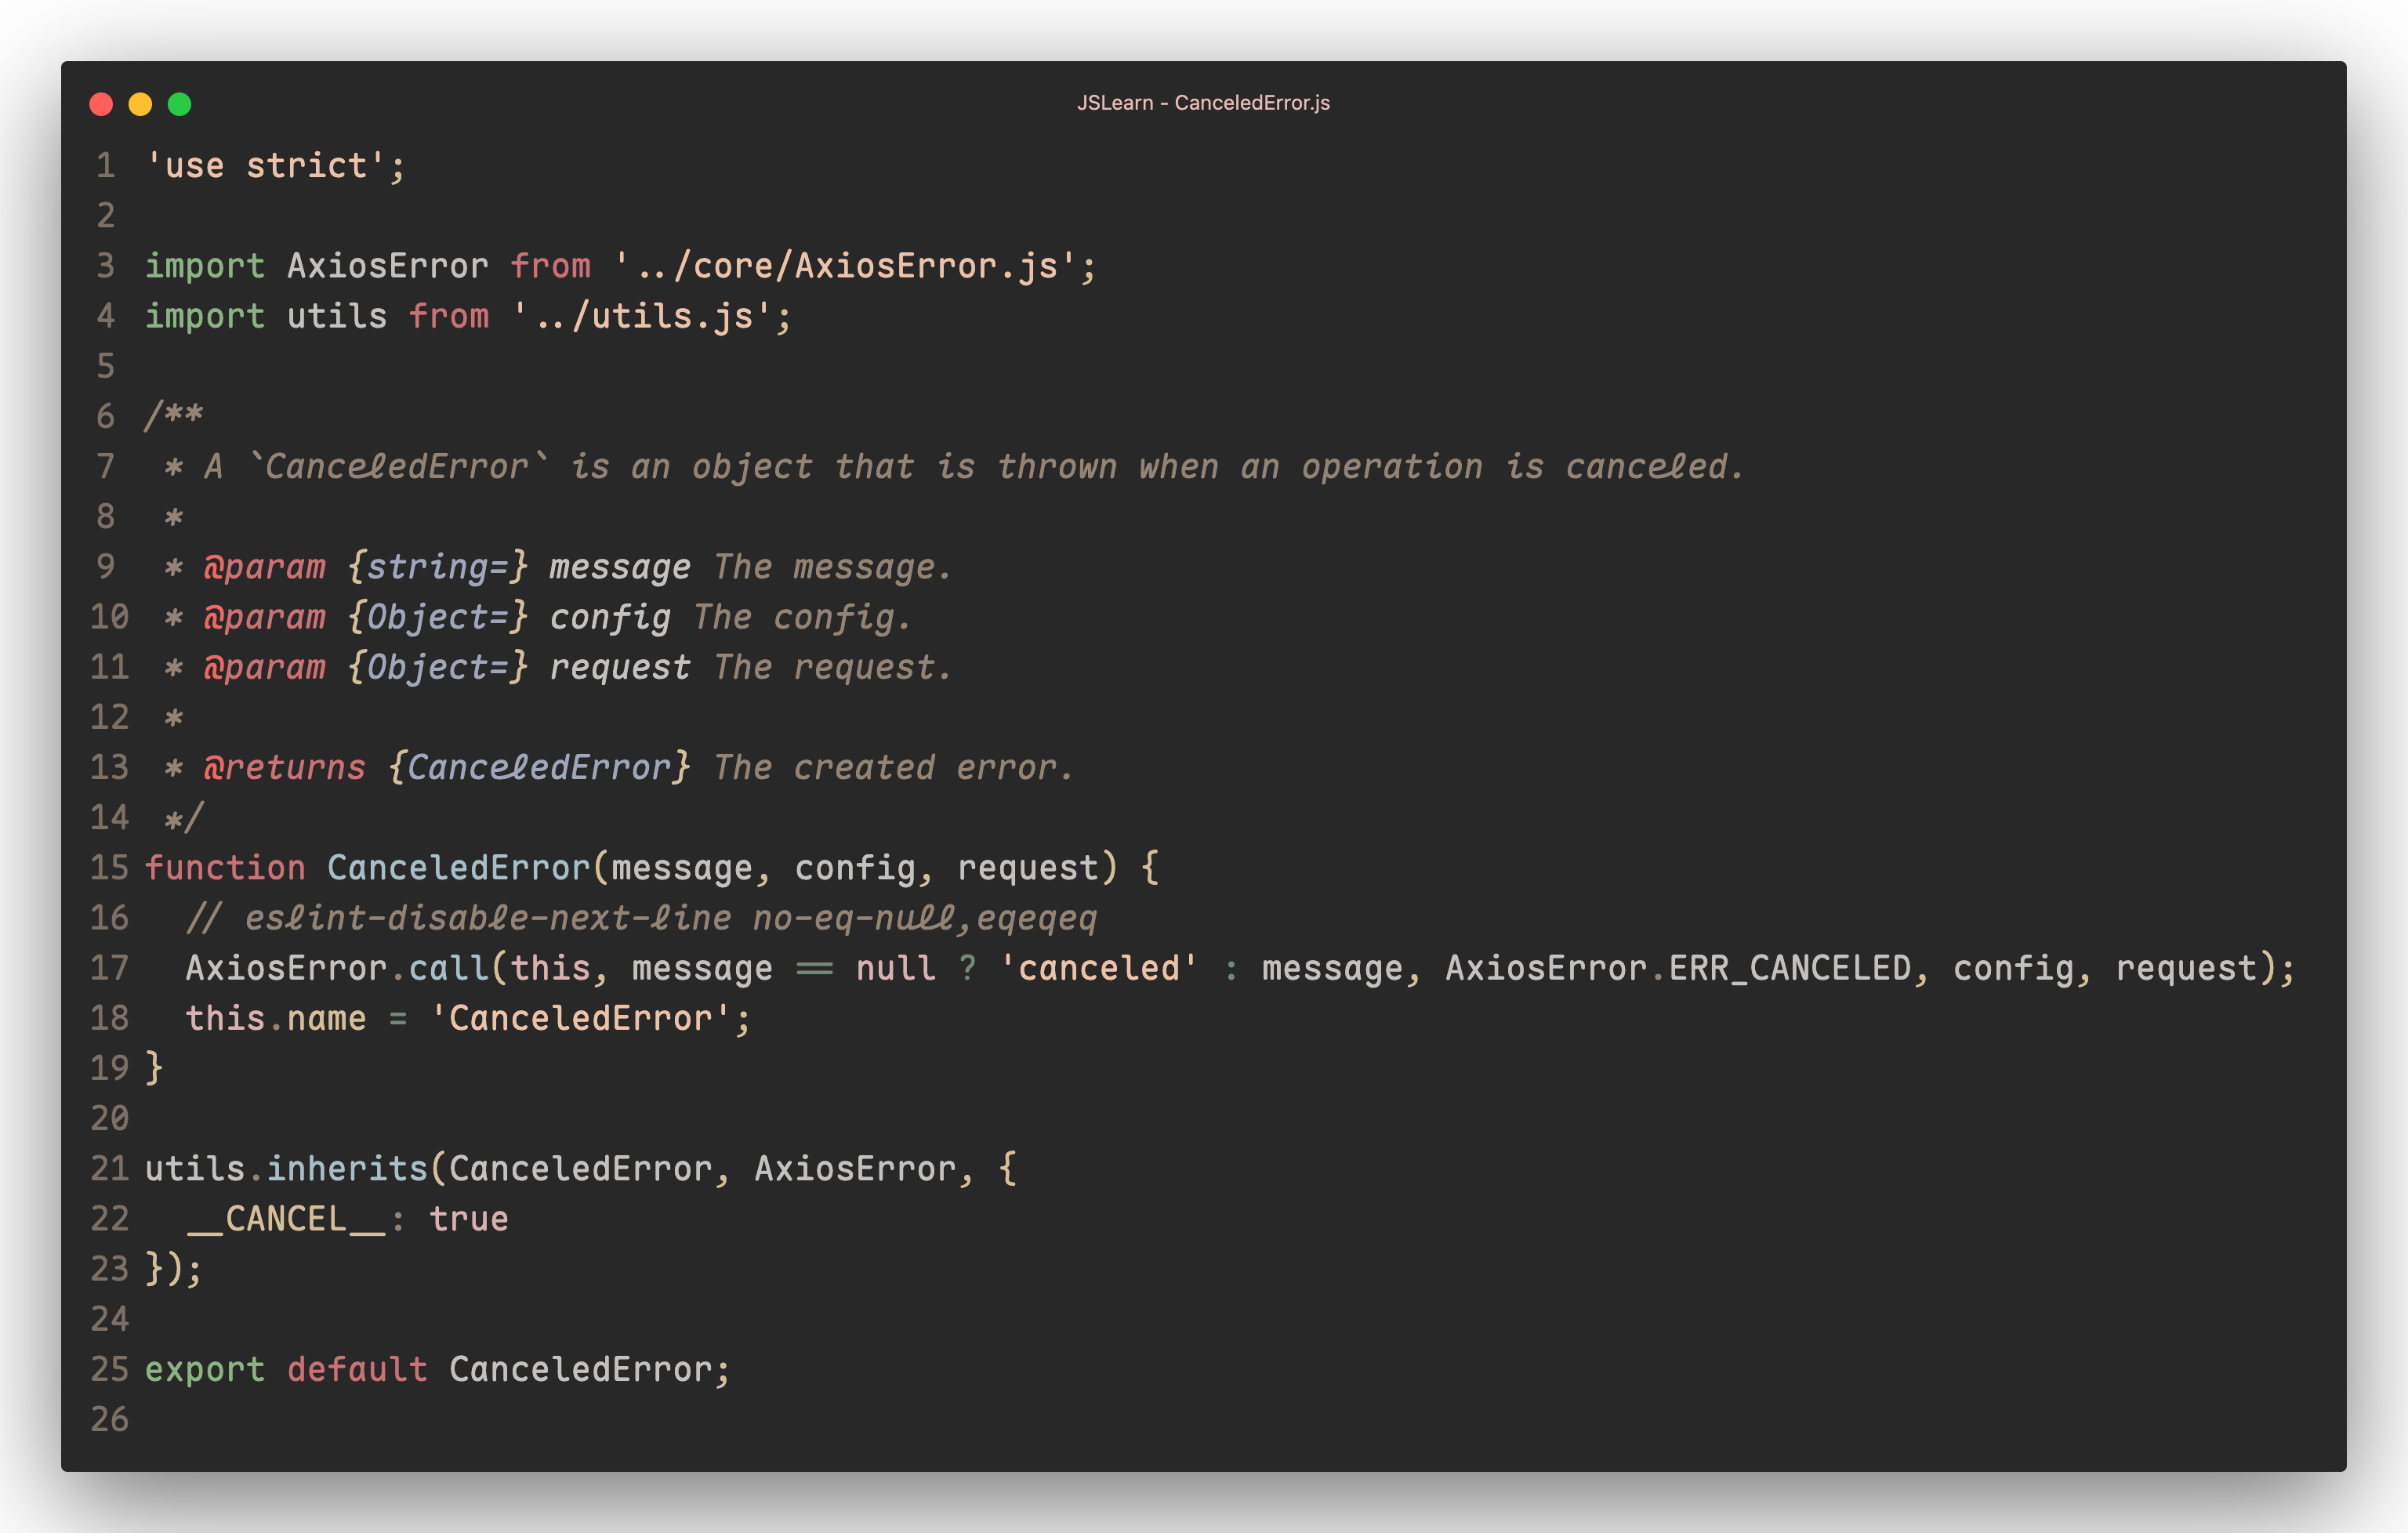 JSLearn - CanceledError.js
1 'use strict';
2
3 import AxiosError from '../core/AxiosError.js';
4 import utils from '../utils.js';
5
6 /**
7  * A `CanceledError` is an object that is thrown when an operation is canceled.
8  *
9  * @param {string=} message The message.
10  * @param {Object=} config The config.
11  * @param {Object=} request The request.
12  *
13  * @returns {CanceledError} The created error.
14  */
15 function CanceledError(message, config, request) {
16   // eslint-disable-next-line no-eq-null,eqeqeq
17   AxiosError.call(this, message == null ? 'canceled' : message, AxiosError.ERR_CANCELED, config, request);
18   this.name = 'CanceledError';
19 }
20
21 utils.inherits(CanceledError, AxiosError, {
22   __CANCEL__: true
23 });
24
25 export default CanceledError;
26